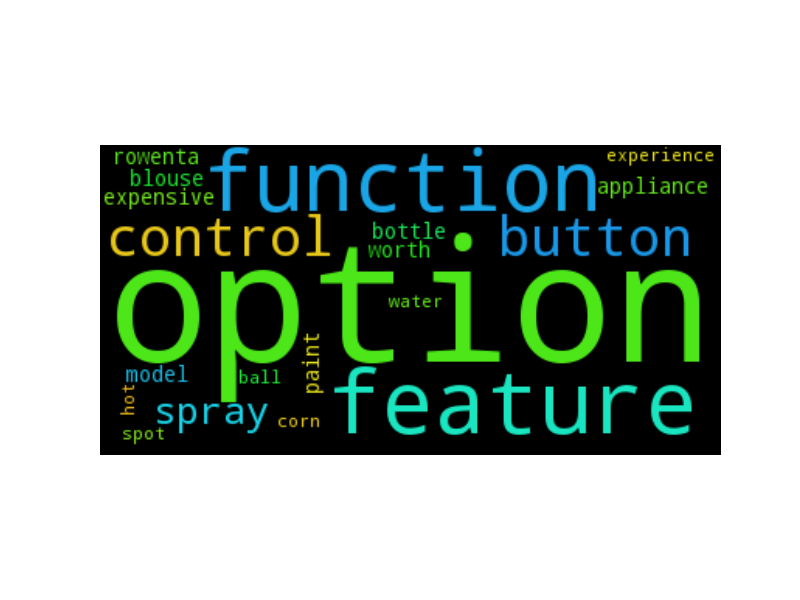 rowenta
function
experience
blouse
appliance
expensive
control
bottle
button
worth
option
water
paint
model
ball
feature
hot
spray
corn
spot